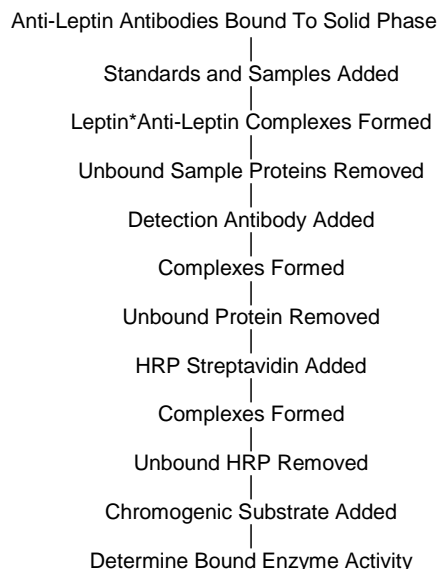 Anti-Leptin Antibodies Bound To Solid Phase
Standards and Samples Added
Leptin*Anti-Leptin Complexes Formed
Unbound Sample Proteins Removed
Detection Antibody Added
Complexes Formed
Unbound Protein Removed
HRP Streptavidin Added
Complexes Formed
Unbound HRP Removed
Chromogenic Substrate Added
Determine Bound Enzyme Activity